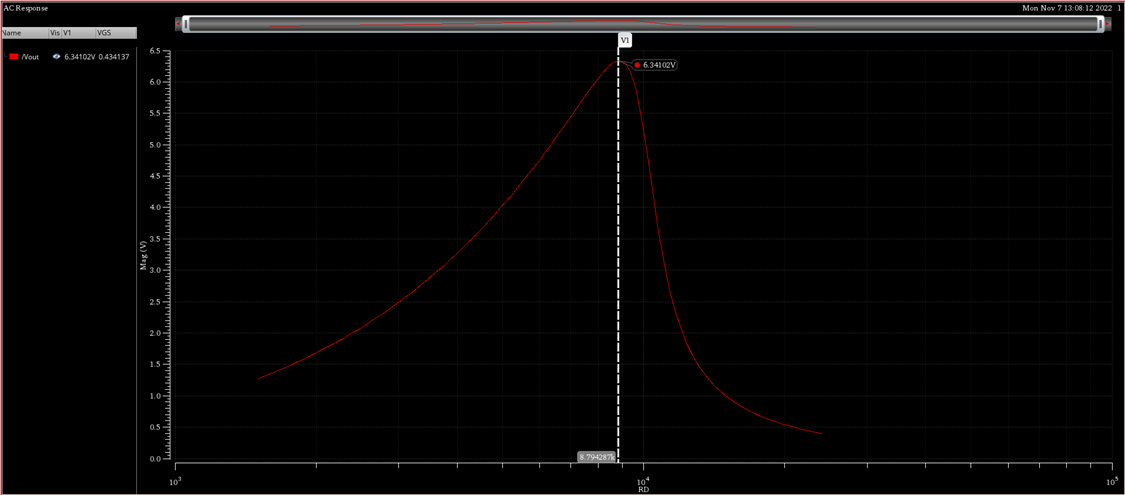 AC Response
Mon Nov 7 13:08:12 2022 1
Name Vis V1 VGS
/Vout 6.34102V 0.434137
V1
6.34102V
6.5
6.0
5.5
5.0
4.5
4.0
3.5
3.0
2.5
2.0
1.5
1.0
0.5
0.0
Mag (V)
8.794287k
10³
10⁴
10⁵
RD